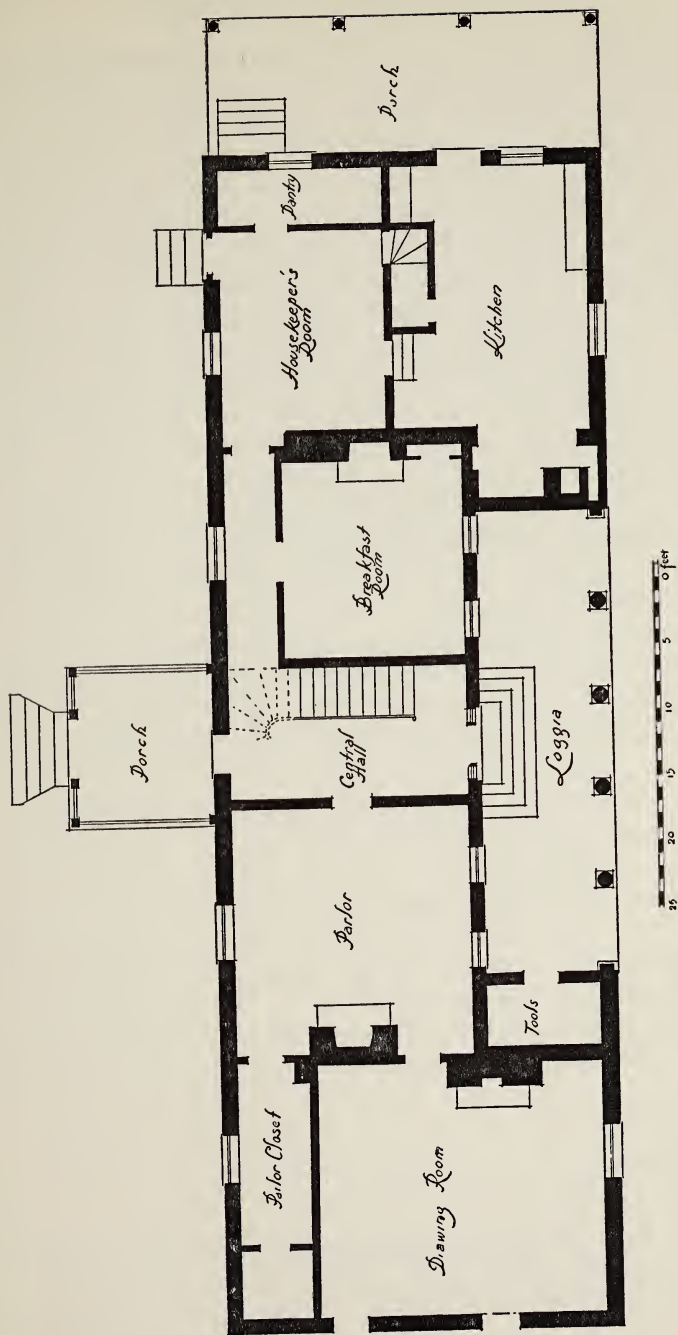 Porch
Pantry
Housekeeper's
Room
Kitchen
Breakfast
Room
Porch
Central
Hall
Loggia
Parlor
Tools
Parlor Closet
Drawing Room
25 20 15 10 5 0 feet